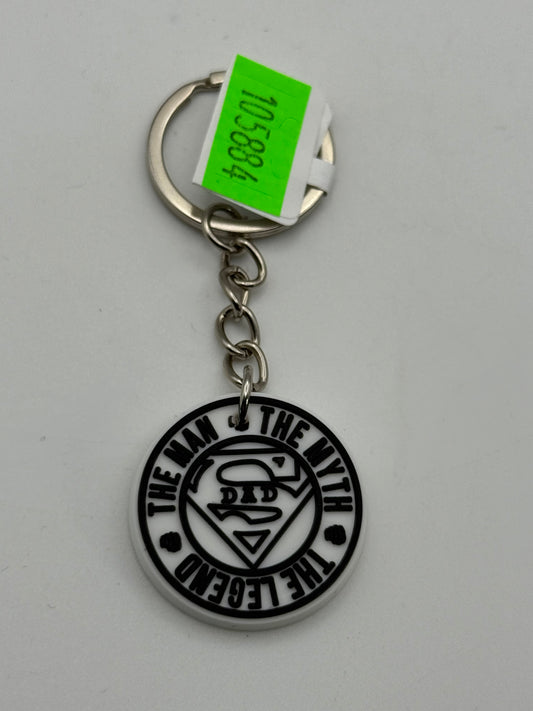 105884
THE MAN
THE MYTH
THE LEGEND
DAD